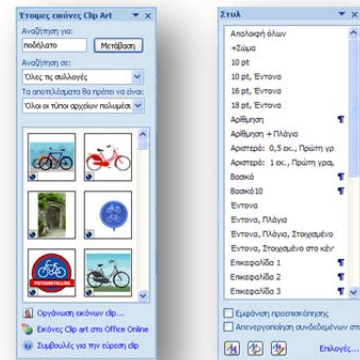 Έτοιμες εικόνες Clip Art
Αναζήτηση για:
ποδήλατο
Μετάβαση
Αναζήτηση σε:
Όλες τις συλλογές
Τα αποτελέσματα θα πρέπει να είναι:
Όλοι οι τύποι αρχείων πολυμέσ
Οργάνωση εικόνων clip...
Εικόνες Clip art στο Office Online
Συμβουλές για την εύρεση clip
Στυλ
Απαλοιφή όλων
+Σώμα
10 pt
10 pt, Έντονα
16 pt, Έντονα
18 pt, Έντονα
Αρίθμηση
Αρίθμηση + Πλάγια
Αριστερά: 0,5 εκ., Πρώτη γρ
Αριστερά: 1 εκ., Πρώτη γραμ
Βασικό
Βασικό10
Έντονα
Έντονα, Πλάγια
Έντονα, Πλάγια, Στοιχισμένο
Έντονα, Στοιχισμένο στο κέν
Επικεφαλίδα 1
Επικεφαλίδα 2
Επικεφαλίδα 3
Εμφάνιση προεπισκόπησης
Απενεργοποίηση συνδεδεμένων στυ
Επιλογές...